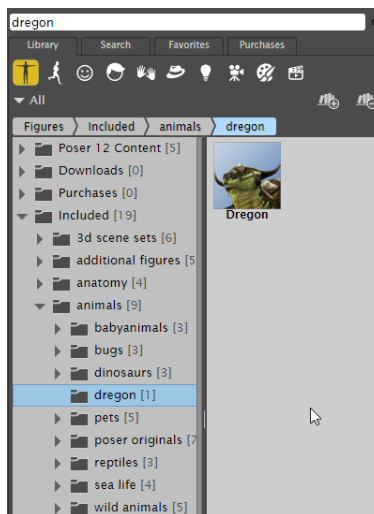 dregon
Library Search Favorites Purchases
All
Figures Included animals dregon
Poser 12 Content [5]
Downloads [0]
Purchases [0]
Included [19]
3d scene sets [6]
additional figures [5
anatomy [4]
animals [9]
babyanimals [3]
bugs [3]
dinosaurs [3]
dregon [1]
pets [5]
poser originals [7
reptiles [3]
sea life [4]
wild animals [5]
Dregon